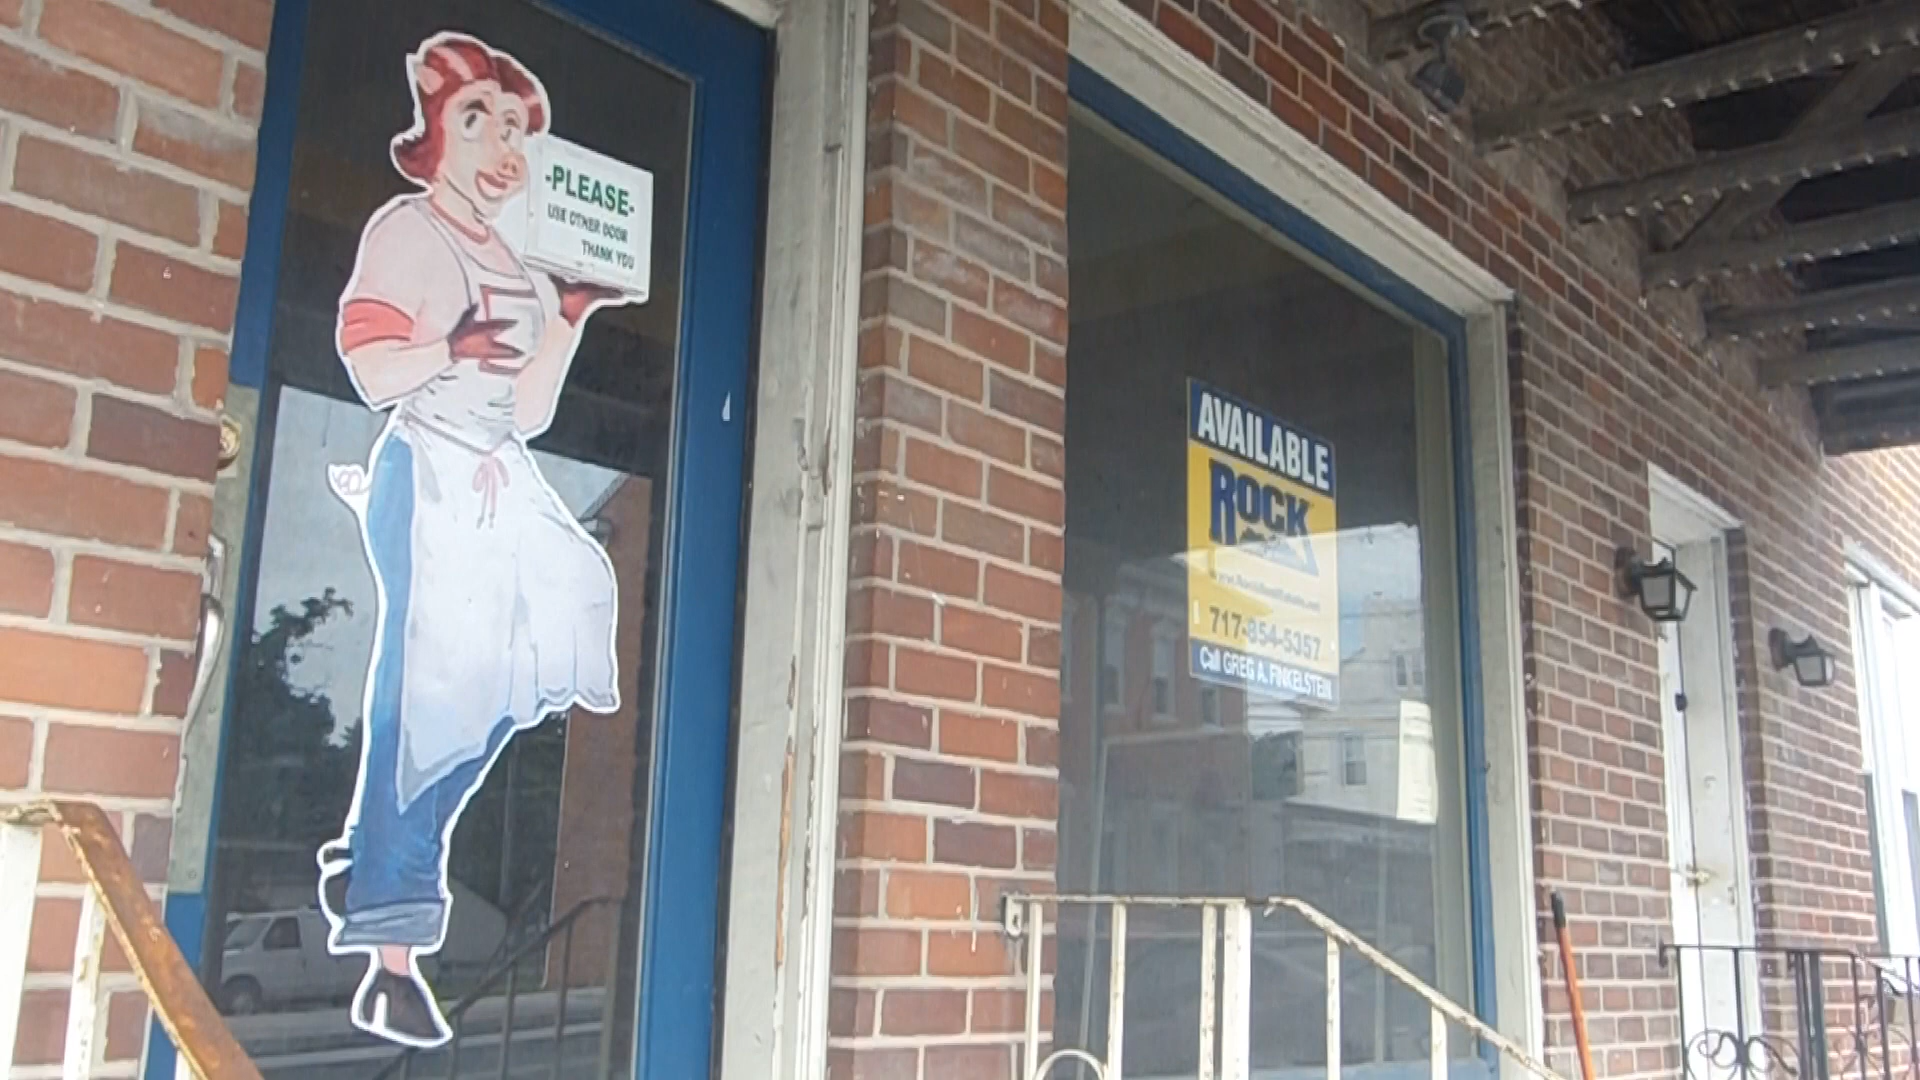 -PLEASE-
USE OTHER DOOR
THANK YOU
AVAILABLE
ROCK
717-854-5357
Call GREG A. FINKELSTEIN